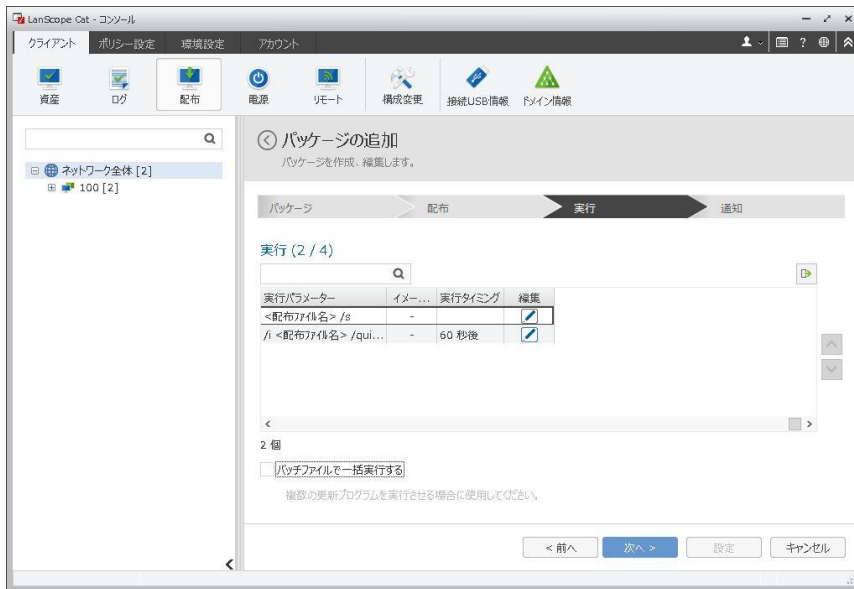 LanScope Cat - コンソール
クライアント ポリシー設定 環境設定 アカウント
資産 ログ 配布 電源 リモート 構成変更 接続USB情報 ドメイン情報
ネットワーク全体 [2]
100 [2]
パッケージの追加
パッケージを作成、編集します。
パッケージ 配布 実行 通知
実行 (2 / 4)
実行パラメーター イメー... 実行タイミング 編集
<配布ファイル名> /s -
/i <配布ファイル名> /qui... - 60 秒後
2 個
バッチファイルで一括実行する
複数の更新プログラムを実行させる場合に使用してください。
< 前へ 次へ > 設定 キャンセル